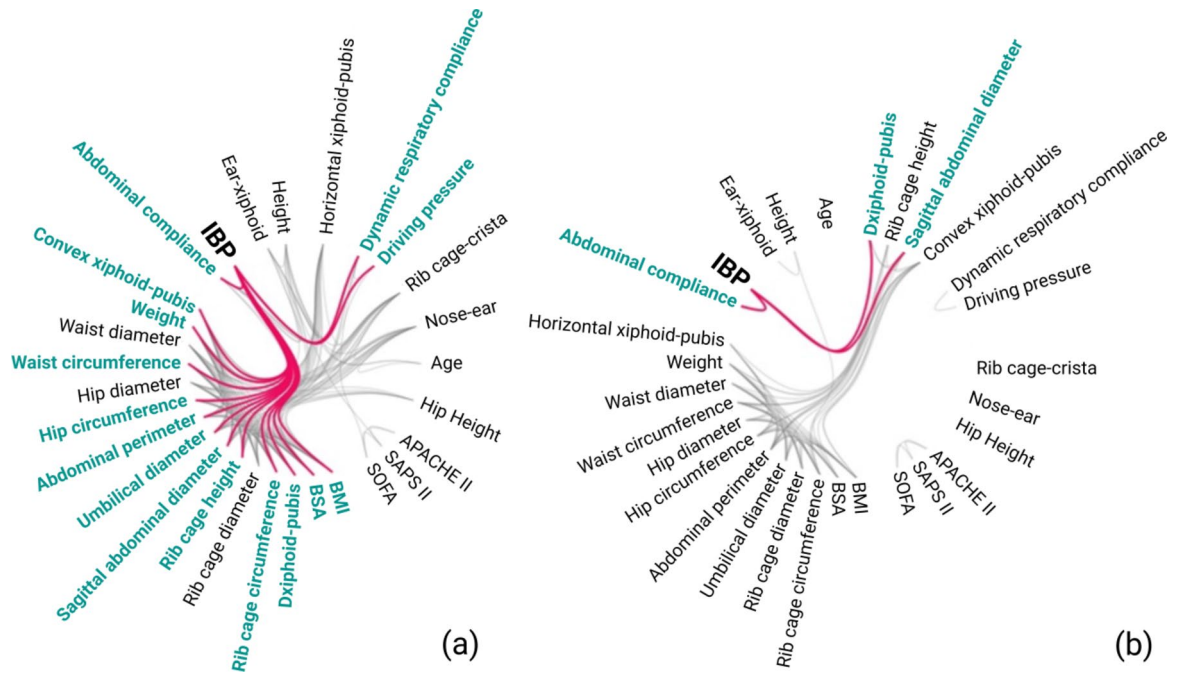 Dynamic respiratory compliance
Driving pressure
Horizontal xiphoid-pubis
Height
Ear-xiphoid
IBP
Abdominal compliance
Convex xiphoid-pubis
Weight
Waist diameter
Waist circumference
Hip diameter
Hip circumference
Abdominal perimeter
Umbilical diameter
Sagittal abdominal diameter
Rib cage height
Rib cage diameter
Rib cage circumference
Dxiphoid-pubis
BSA
BMI
SOFA
SAPS II
APACHE II
Hip Height
Age
Nose-ear
Rib cage-crista
(a)
Sagittal abdominal diameter
Rib cage height
Dxiphoid-pubis
Age
Height
Ear-xiphoid
IBP
Abdominal compliance
Horizontal xiphoid-pubis
Weight
Waist diameter
Waist circumference
Hip diameter
Hip circumference
Abdominal perimeter
Umbilical diameter
Rib cage diameter
Rib cage circumference
BSA
BMI
SOFA
SAPS II
APACHE II
Hip Height
Nose-ear
Rib cage-crista
Driving pressure
Dynamic respiratory compliance
Convex xiphoid-pubis
(b)